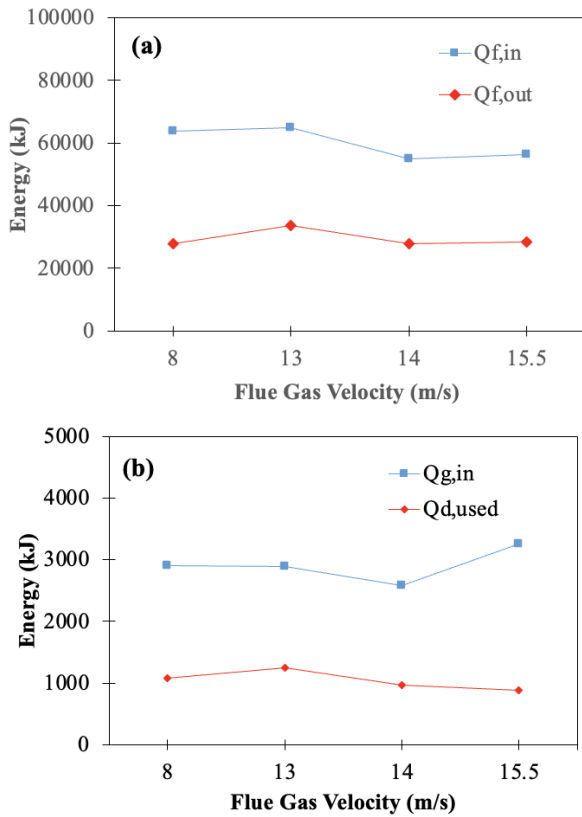 (a)
Qf,in
Qf,out
Energy (kJ)
100000
80000
60000
40000
20000
0
8 13 14 15.5
Flue Gas Velocity (m/s)
(b)
Qg,in
Qd,used
Energy (kJ)
5000
4000
3000
2000
1000
0
8 13 14 15.5
Flue Gas Velocity (m/s)